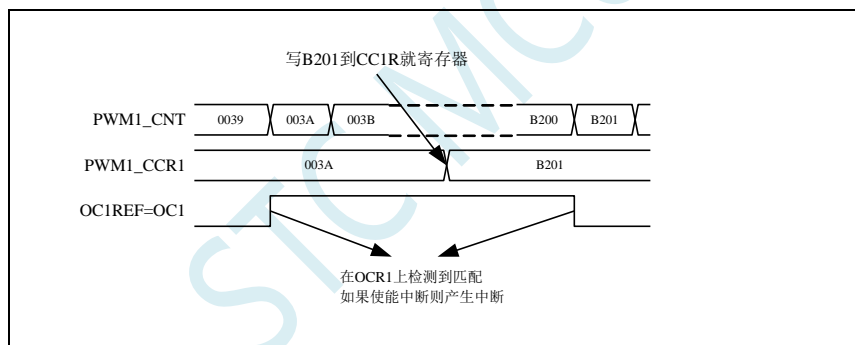 写B201到CC1R就寄存器
PWM1_CNT 0039 003A 003B B200 B201
PWM1_CCR1 003A B201
OC1REF=OC1
在OCR1上检测到匹配
如果使能中断则产生中断
STC MC